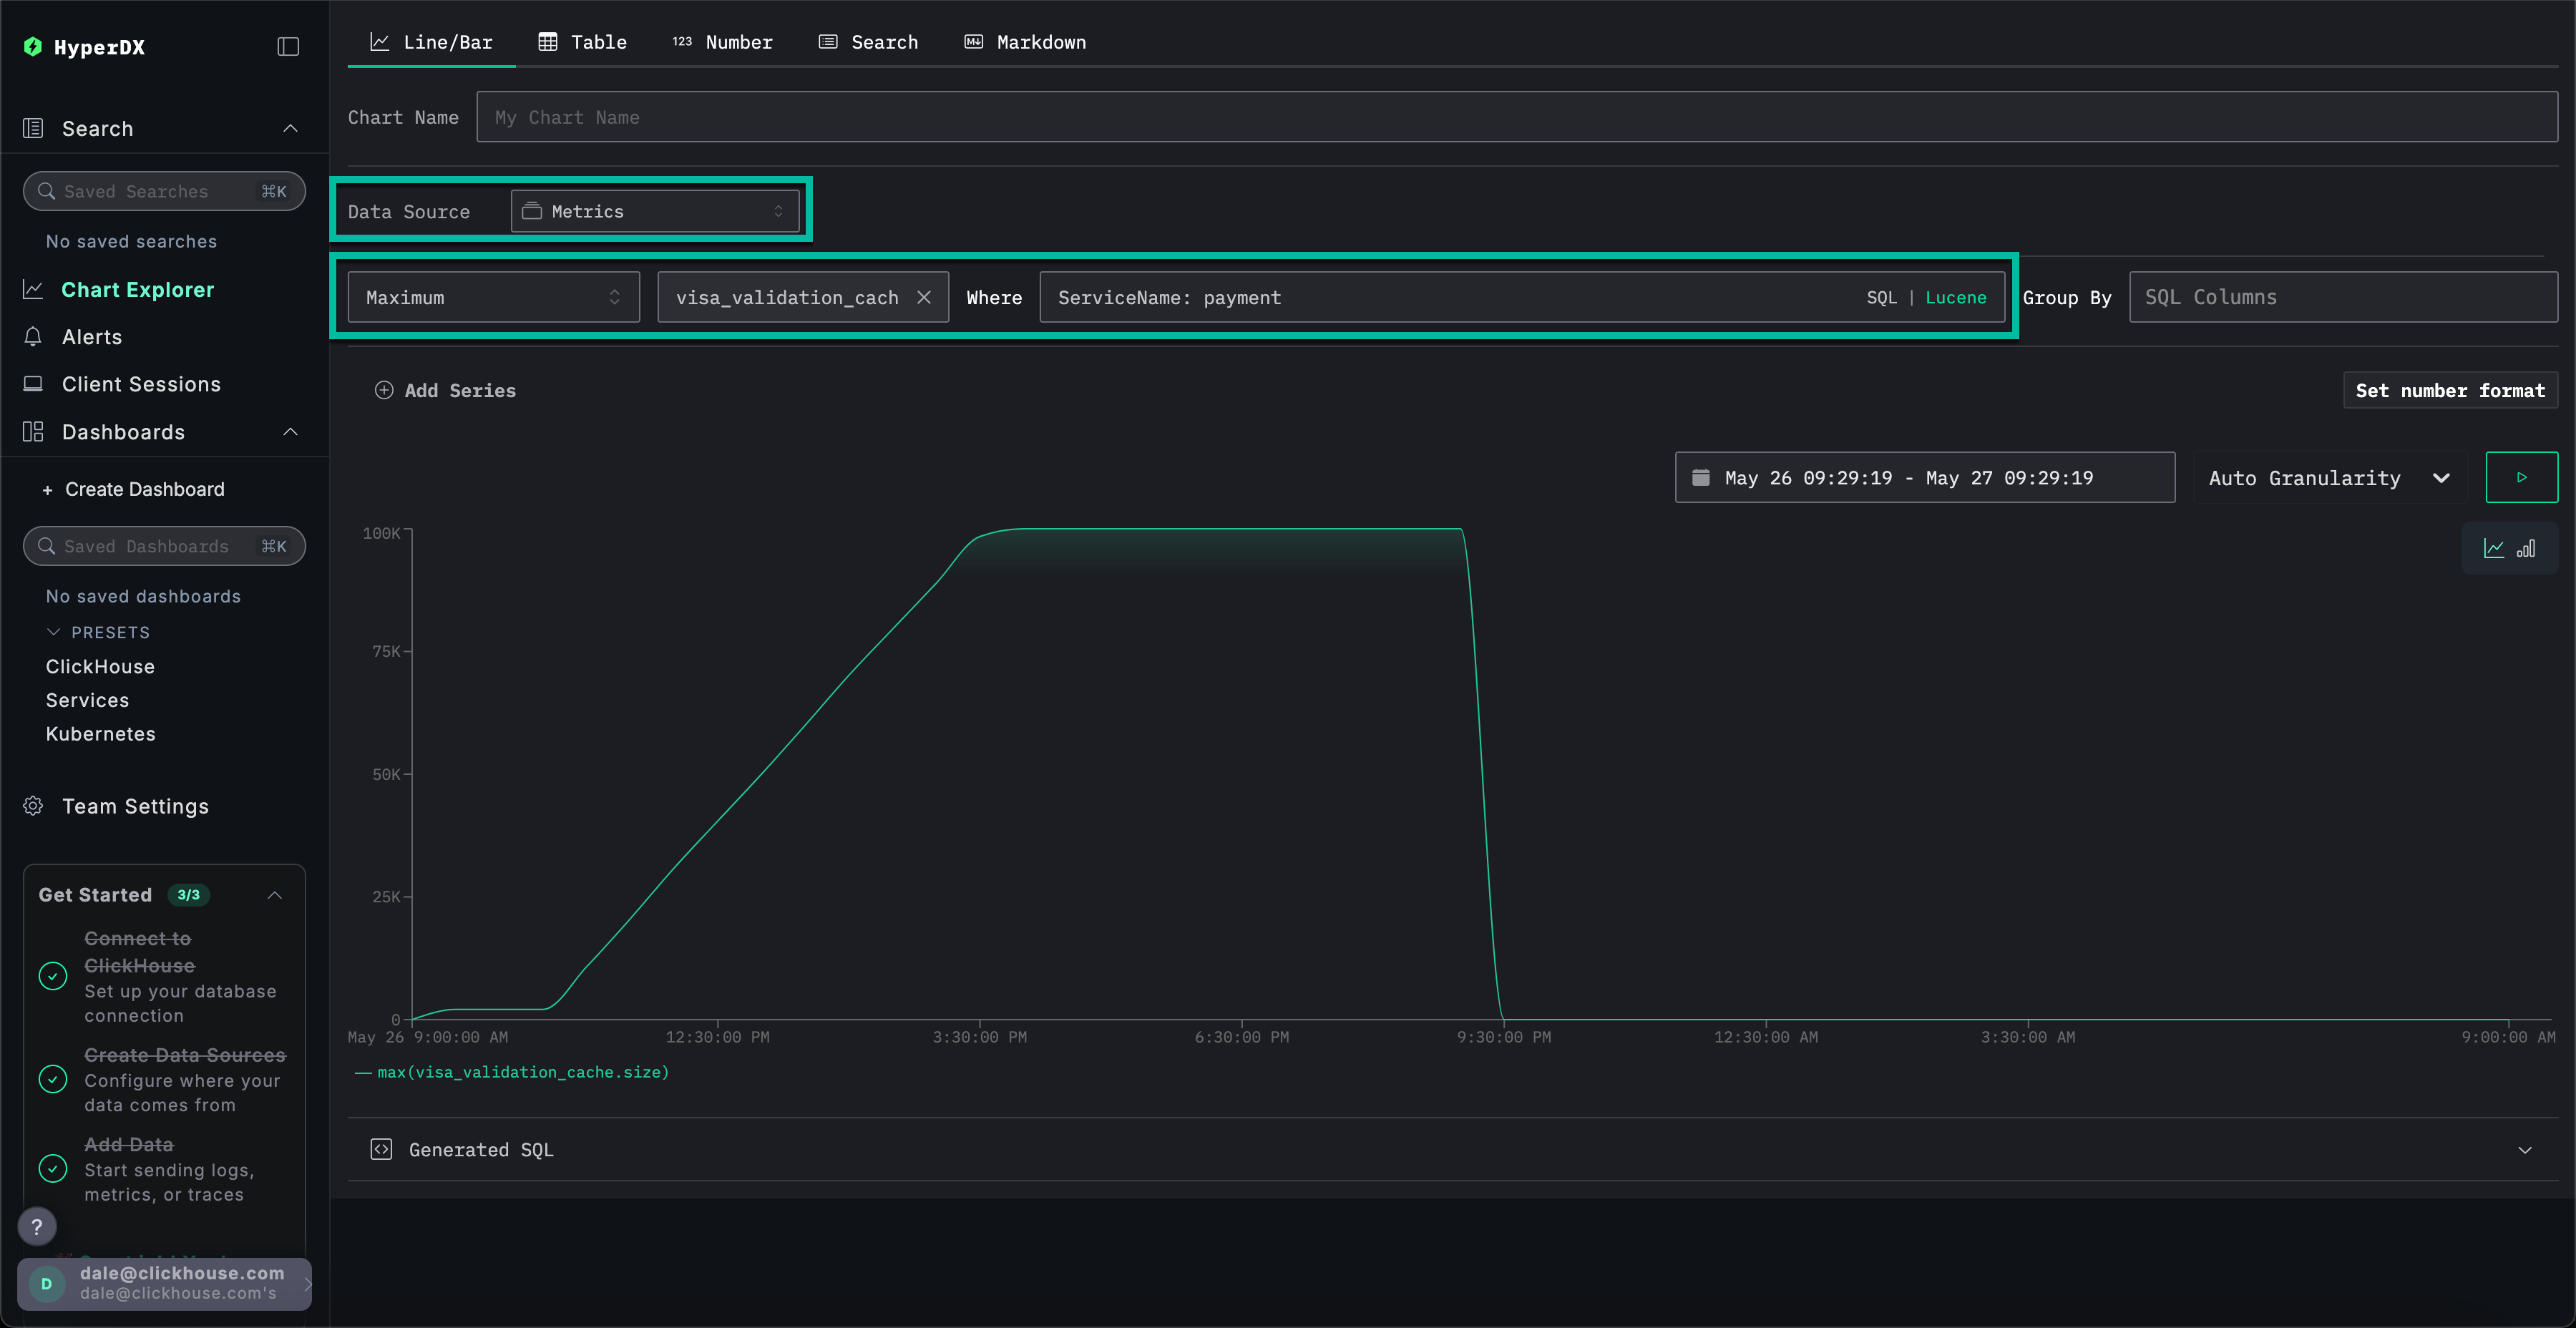 HyperDX
Search
Saved Searches ⌘K
No saved searches
Chart Explorer
Alerts
Client Sessions
Dashboards
+ Create Dashboard
Saved Dashboards ⌘K
No saved dashboards
PRESETS
ClickHouse
Services
Kubernetes
Team Settings
Get Started 3/3
Connect to
ClickHouse
Set up your database
connection
Create Data Sources
Configure where your
data comes from
Add Data
Start sending logs,
metrics, or traces
?
D
dale@clickhouse.com
dale@clickhouse.com's
Line/Bar Table 123 Number Search Markdown
Chart Name My Chart Name
Data Source Metrics
Maximum visa_validation_cach Where ServiceName: payment SQL | Lucene Group By SQL Columns
Add Series Set number format
May 26 09:29:19 - May 27 09:29:19 Auto Granularity
100K
75K
50K
25K
0
May 26 9:00:00 AM 12:30:00 PM 3:30:00 PM 6:30:00 PM 9:30:00 PM 12:30:00 AM 3:30:00 AM 9:00:00 AM
max(visa_validation_cache.size)
Generated SQL